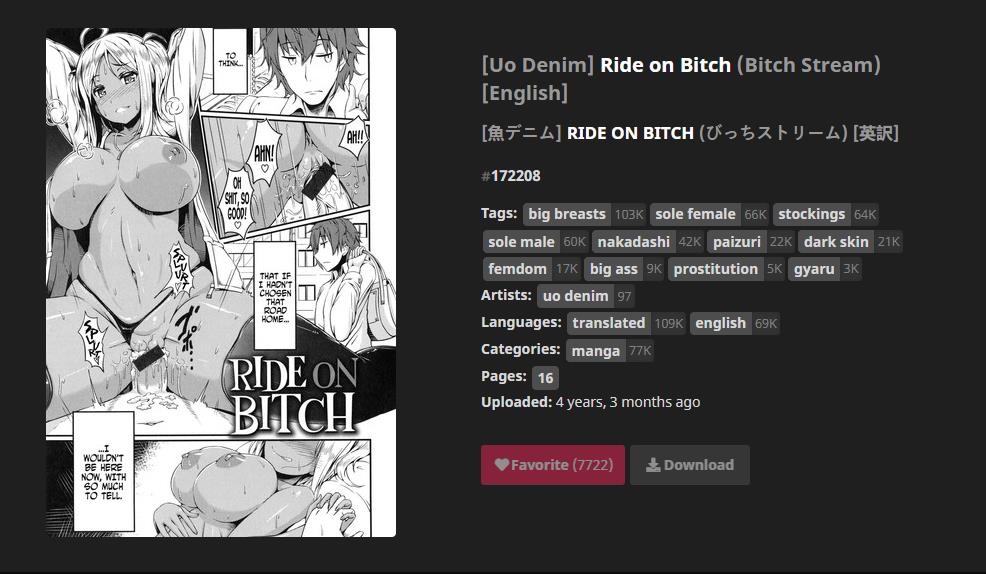 TO
THINK...
AH!!
AHN!
♡
OH
SHIT, SO
GOOD!
♡
SPLURT
THAT IF
I HADN'T
CHOSEN
THAT
ROAD
HOME...
SPLURT
RIDE ON
BITCH
...I
WOULDN'T
BE HERE
NOW, WITH
SO MUCH
TO TELL.
[Uo Denim] Ride on Bitch (Bitch Stream)
[English]
[魚デニム] RIDE ON BITCH (びっちストリーム) [英訳]
#172208
Tags: big breasts 103K sole female 66K stockings 64K
sole male 60K nakadashi 42K paizuri 22K dark skin 21K
femdom 17K big ass 9K prostitution 5K gyaru 3K
Artists: uo denim 97
Languages: translated 109K english 69K
Categories: manga 77K
Pages: 16
Uploaded: 4 years, 3 months ago
Favorite (7722) Download